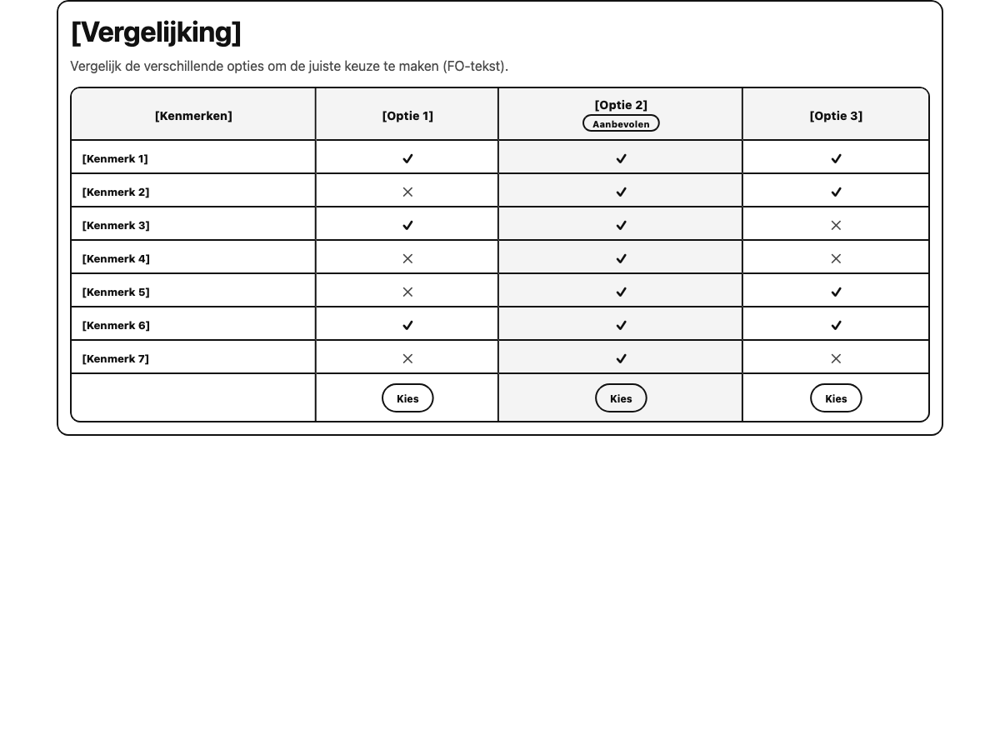 [Vergelijking]
Vergelijk de verschillende opties om de juiste keuze te maken (FO-tekst).
[Kenmerken] [Optie 1] [Optie 2] Aanbevolen [Optie 3]
[Kenmerk 1] ✓ ✓ ✓
[Kenmerk 2] ✕ ✓ ✓
[Kenmerk 3] ✓ ✓ ✕
[Kenmerk 4] ✕ ✓ ✕
[Kenmerk 5] ✕ ✓ ✓
[Kenmerk 6] ✓ ✓ ✓
[Kenmerk 7] ✕ ✓ ✕
Kies Kies Kies